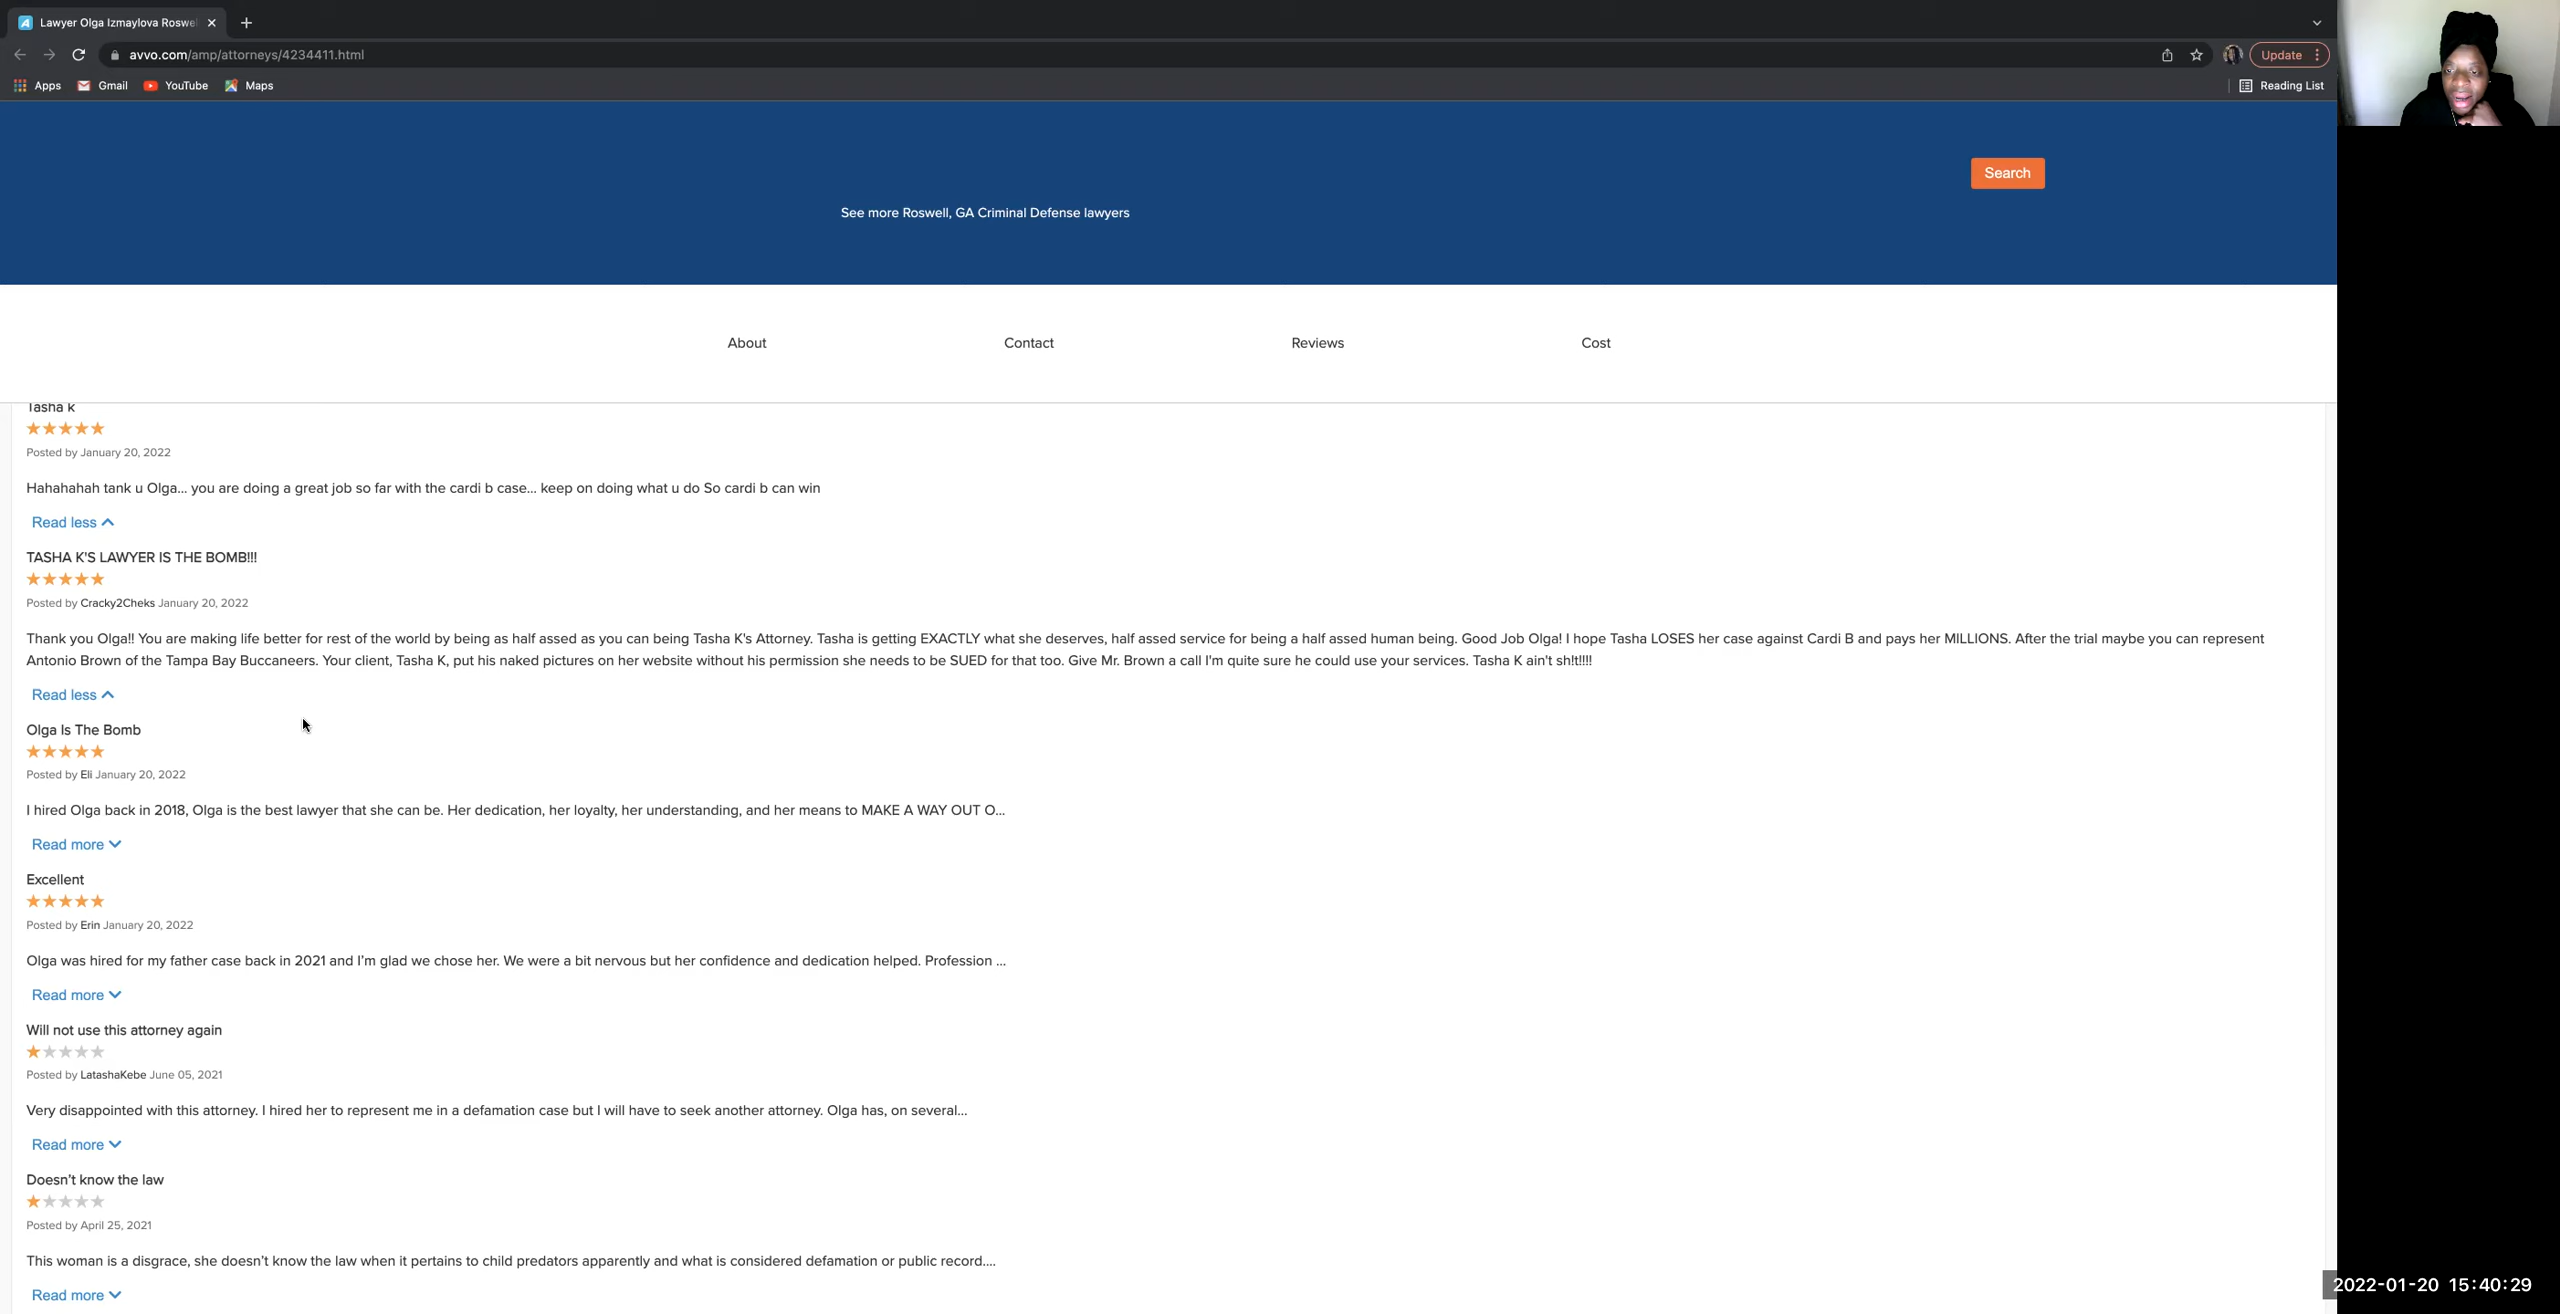 Lawyer Olga Izmaylova Roswe
avvo.com/amp/attorneys/4234411.html
Update
Apps
Gmail
YouTube
Maps
Reading List
Search
See more Roswell, GA Criminal Defense lawyers
About
Contact
Reviews
Cost
Tasha k
Posted by January 20, 2022
Hahahahah tank u Olga... you are doing a great job so far with the cardi b case... keep on doing what u do So cardi b can win
Read less
TASHA K'S LAWYER IS THE BOMB!!!
Posted by Cracky2Cheks January 20, 2022
Thank you Olga!! You are making life better for rest of the world by being as half assed as you can being Tasha K's Attorney. Tasha is getting EXACTLY what she deserves, half assed service for being a half assed human being. Good Job Olga! I hope Tasha LOSES her case against Cardi B and pays her MILLIONS. After the trial maybe you can represent
Antonio Brown of the Tampa Bay Buccaneers. Your client, Tasha K, put his naked pictures on her website without his permission she needs to be SUED for that too. Give Mr. Brown a call I'm quite sure he could use your services. Tasha K ain't sh!t!!!!
Read less
Olga Is The Bomb
Posted by Eli January 20, 2022
I hired Olga back in 2018, Olga is the best lawyer that she can be. Her dedication, her loyalty, her understanding, and her means to MAKE A WAY OUT O...
Read more
Excellent
Posted by Erin January 20, 2022
Olga was hired for my father case back in 2021 and I'm glad we chose her. We were a bit nervous but her confidence and dedication helped. Profession ...
Read more
Will not use this attorney again
Posted by LatashaKebe June 05, 2021
Very disappointed with this attorney. I hired her to represent me in a defamation case but I will have to seek another attorney. Olga has, on several...
Read more
Doesn't know the law
Posted by April 25, 2021
This woman is a disgrace, she doesn't know the law when it pertains to child predators apparently and what is considered defamation or public record....
Read more
2022-01-20 15:40:29